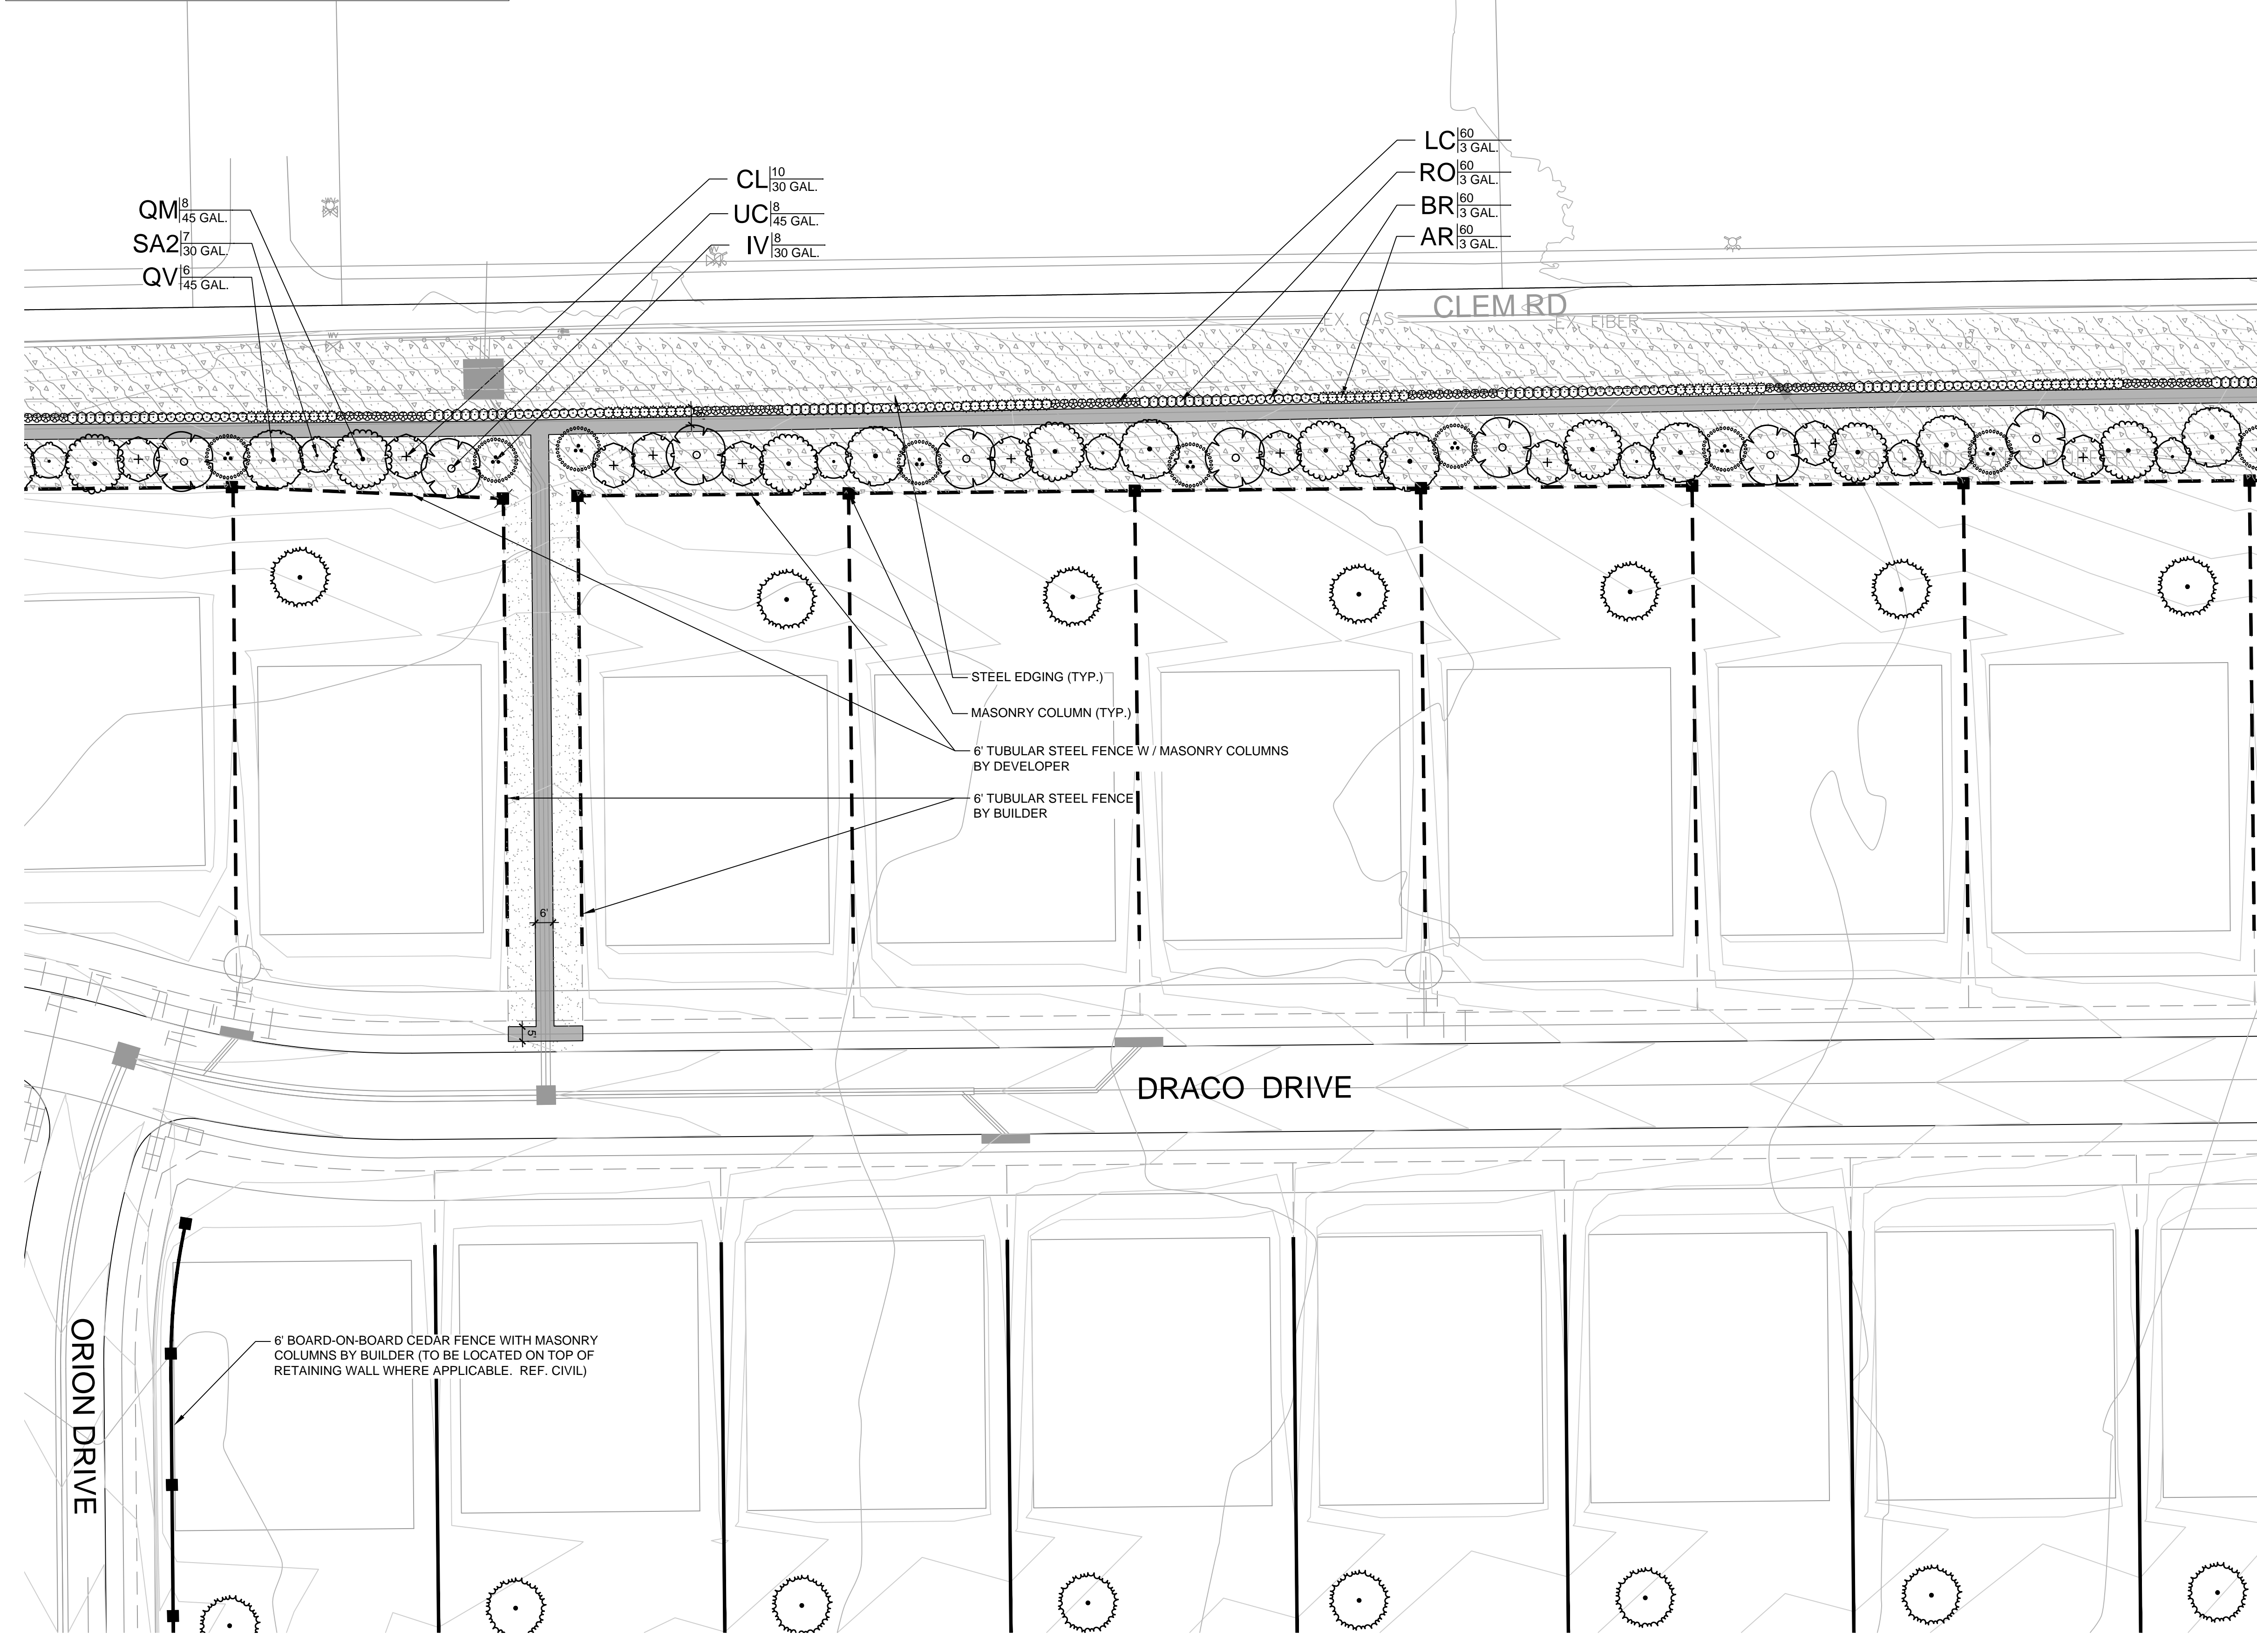 QM 8
45 GAL.
SA2 7
30 GAL.
QV 6
45 GAL.
CL 10
30 GAL.
UC 8
45 GAL.
IV 8
30 GAL.
LC 60
3 GAL.
RO 60
3 GAL.
BR 60
3 GAL.
AR 60
3 GAL.
CLEM RD
EX. GAS
EX. FIBER
WV
WV
STEEL EDGING (TYP.)
MASONRY COLUMN (TYP.)
6' TUBULAR STEEL FENCE W / MASONRY COLUMNS
BY DEVELOPER
6' TUBULAR STEEL FENCE
BY BUILDER
6'
5'
DRACO DRIVE
ORION DRIVE
6' BOARD-ON-BOARD CEDAR FENCE WITH MASONRY
COLUMNS BY BUILDER (TO BE LOCATED ON TOP OF
RETAINING WALL WHERE APPLICABLE. REF. CIVIL)